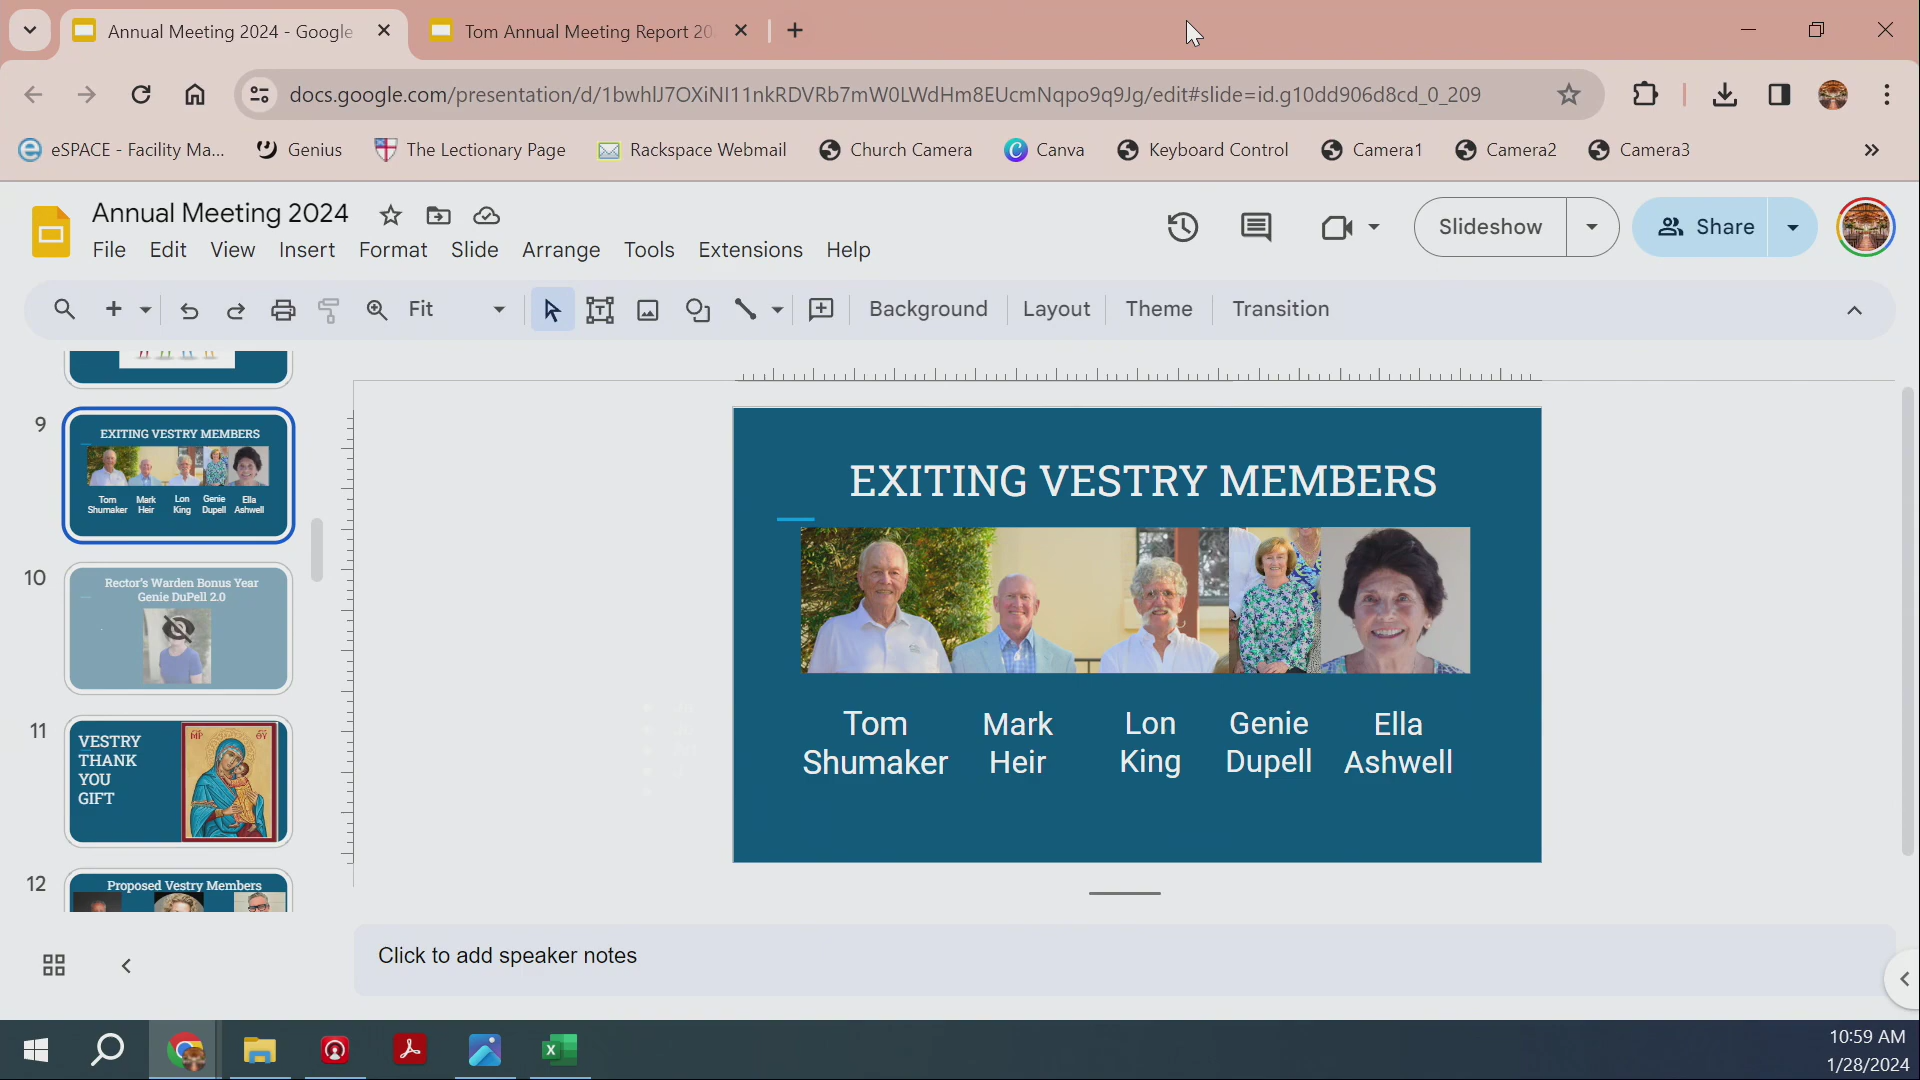 Annual Meeting 2024 - Google
Tom Annual Meeting Report 20
docs.google.com/presentation/d/1bwhlJ7OXiNI11nkRDVRb7mW0LWdHm8EUcmNqpo9q9Jg/edit#slide=id.g10dd906d8cd_0_209
eSPACE - Facility Ma...
Genius
The Lectionary Page
Rackspace Webmail
Church Camera
Canva
Keyboard Control
Camera1
Camera2
Camera3
Annual Meeting 2024
File Edit View Insert Format Slide Arrange Tools Extensions Help
Slideshow
Share
Fit
Background
Layout
Theme
Transition
9
EXITING VESTRY MEMBERS
Tom Shumaker
Mark Heir
Lon King
Genie Dupell
Ella Ashwell
10
Rector's Warden Bonus Year
Genie DuPell 2.0
11
VESTRY
THANK
YOU
GIFT
12
Proposed Vestry Members
EXITING VESTRY MEMBERS
Tom Mark Lon Genie Ella
Shumaker Heir King Dupell Ashwell
Click to add speaker notes
10:59 AM
1/28/2024